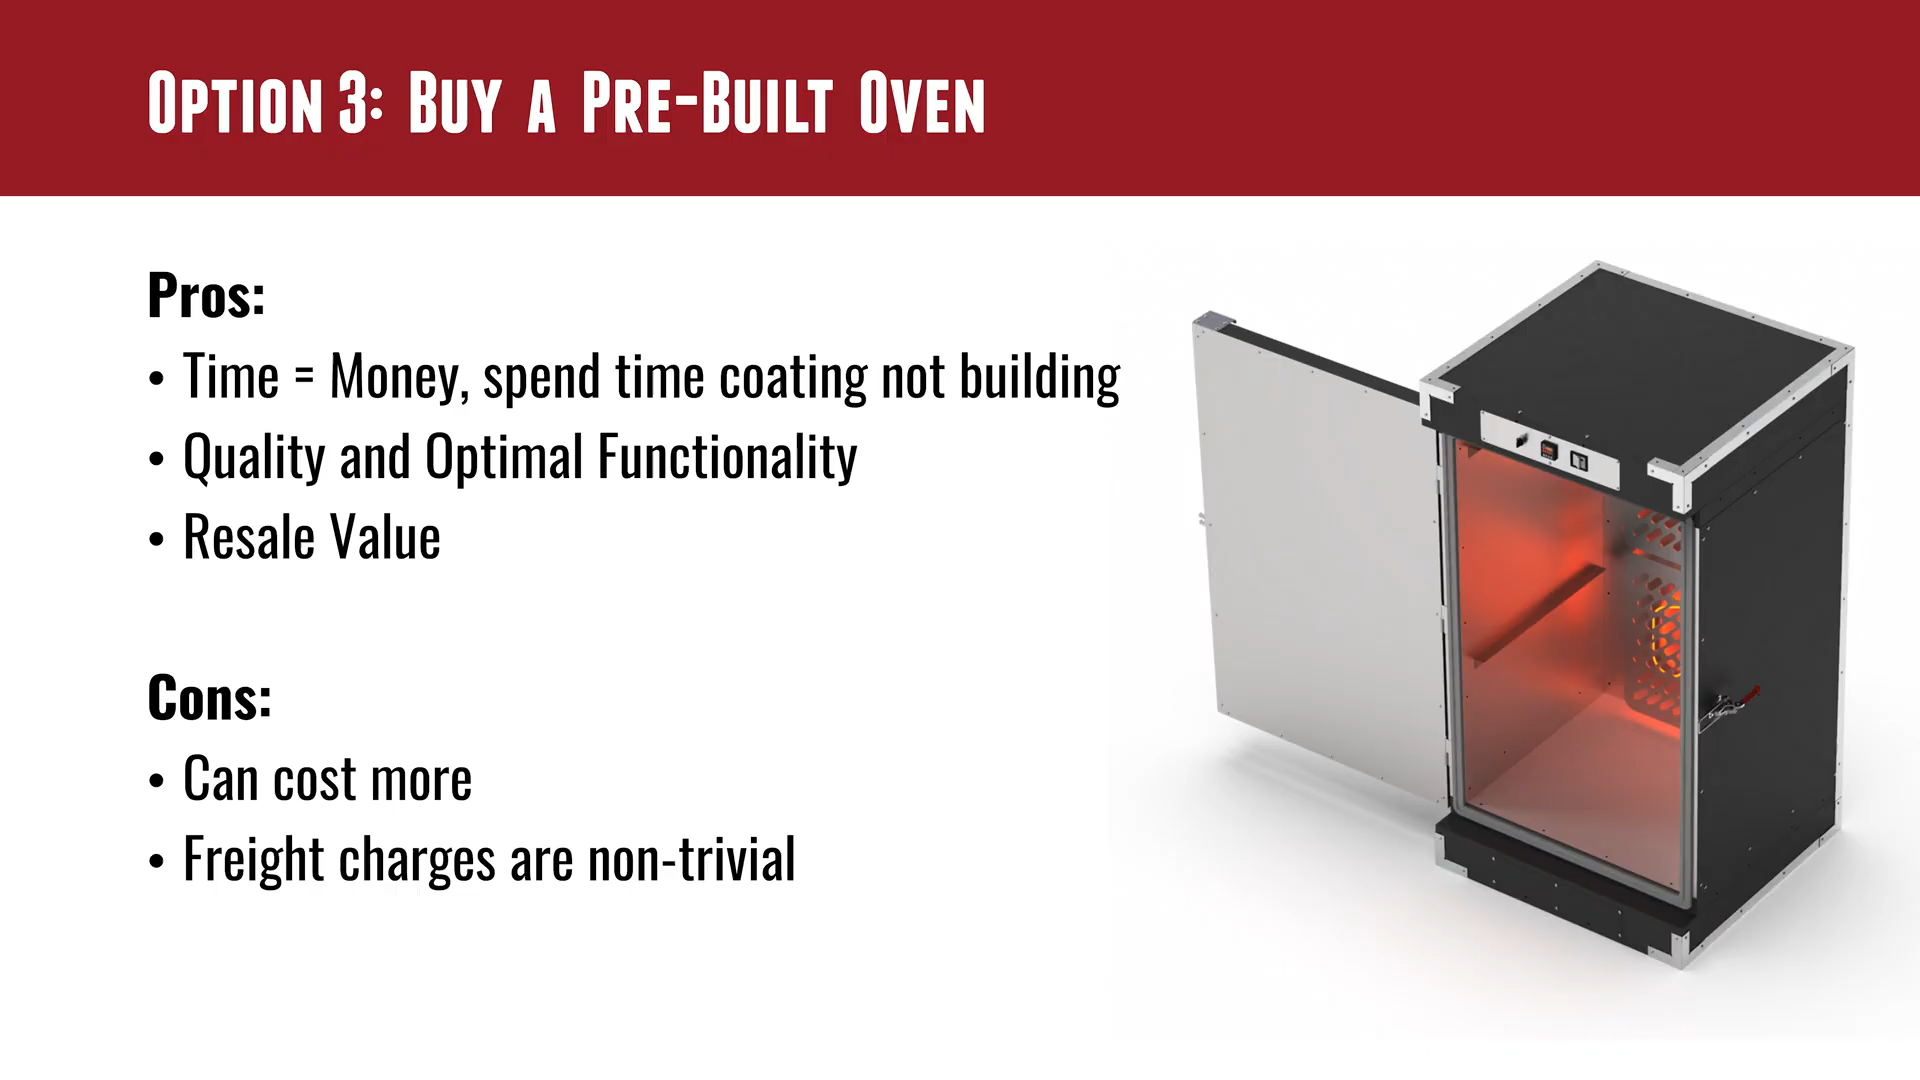 Option 3: Buy a Pre-Built Oven
Pros:
• Time = Money, spend time coating not building
• Quality and Optimal Functionality
• Resale Value
Cons:
• Can cost more
• Freight charges are non-trivial